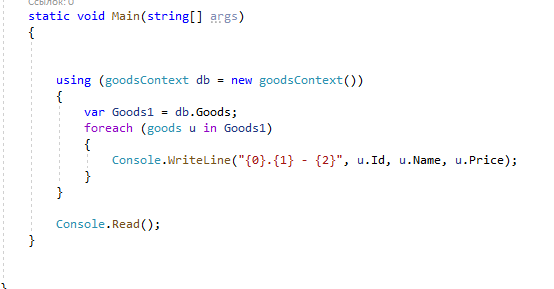 Ссылок: 0
static void Main(string[] args)
{
using (goodsContext db = new goodsContext())
{
var Goods1 = db.Goods;
foreach (goods u in Goods1)
{
Console.WriteLine("{0}.{1} - {2}", u.Id, u.Name, u.Price);
}
}
Console.Read();
}
}